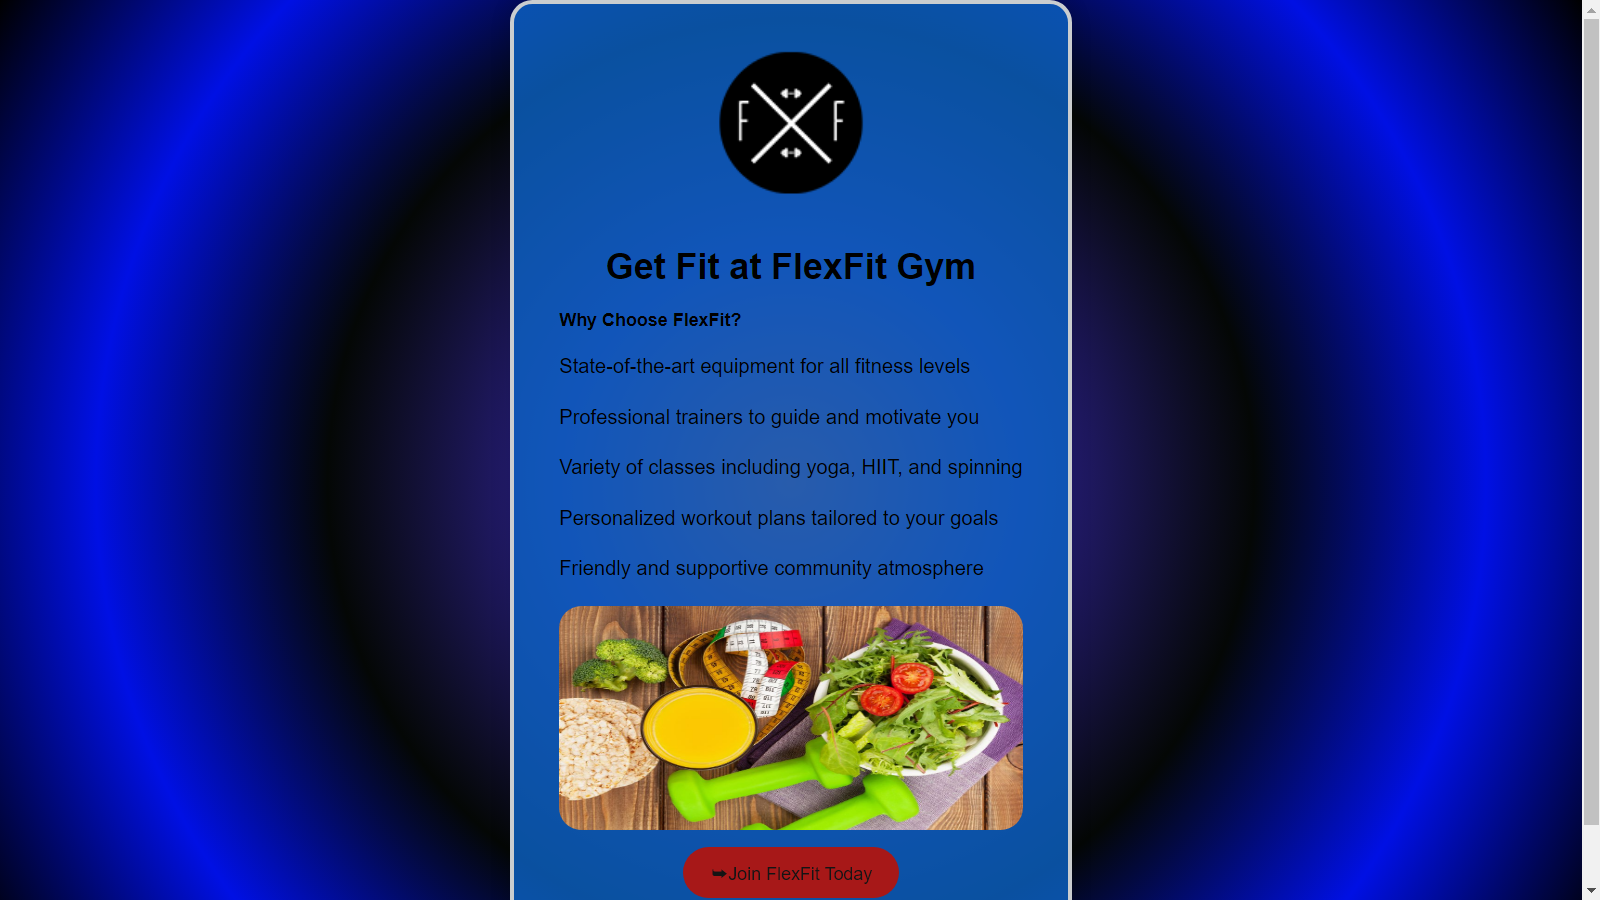 F F
Get Fit at FlexFit Gym
Why Choose FlexFit?
State-of-the-art equipment for all fitness levels
Professional trainers to guide and motivate you
Variety of classes including yoga, HIIT, and spinning
Personalized workout plans tailored to your goals
Friendly and supportive community atmosphere
➥Join FlexFit Today